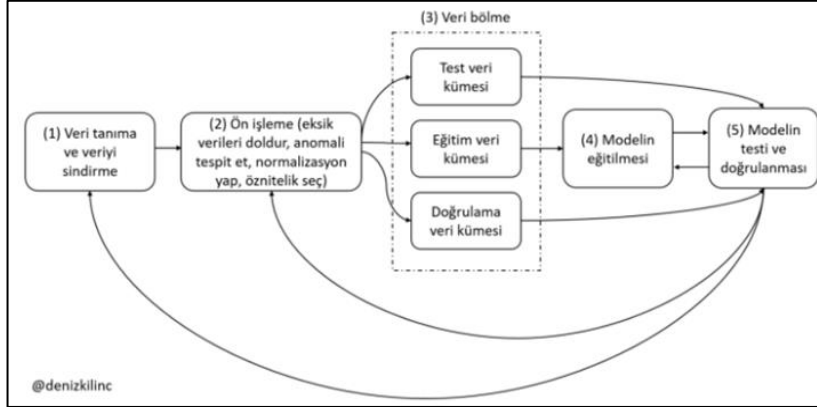 (3) Veri bölme
Test veri
kümesi
(1) Veri tanıma
ve veriyi
sindirme
(2) Ön işleme (eksik
verileri doldur, anomali
tespit et, normalizasyon
yap, öznitelik seç)
Eğitim veri
kümesi
(4) Modelin
eğitilmesi
(5) Modelin
testi ve
doğrulanması
Doğrulama
veri kümesi
@denizkilinc